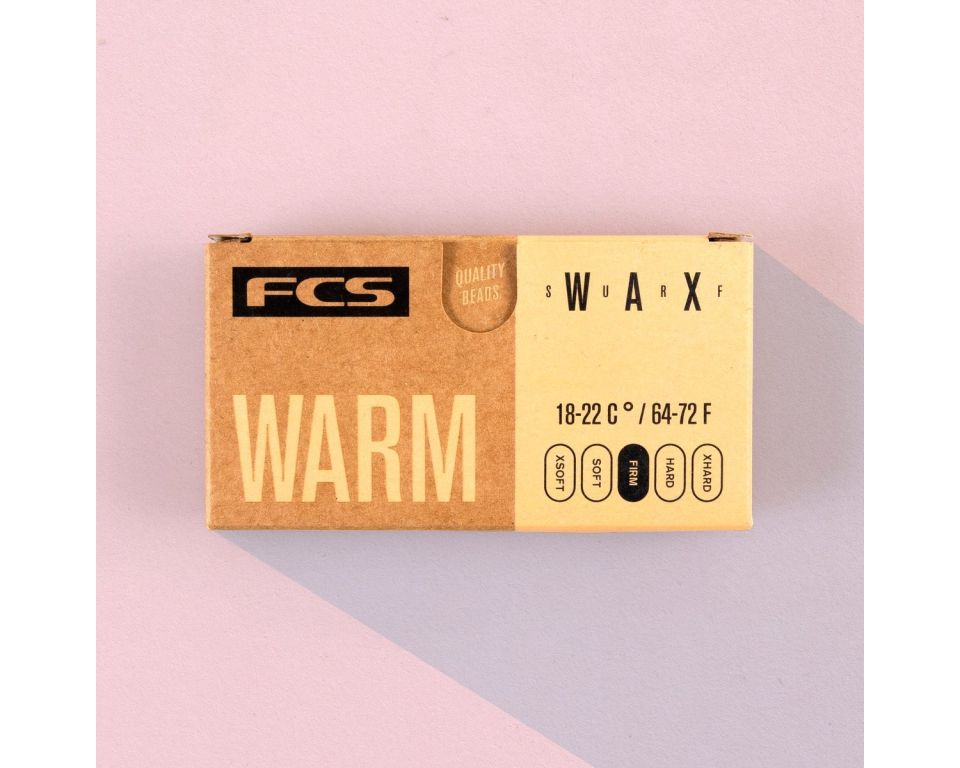 FCS
QUALITY
BEADS
WARM
S W U A R X F
18-22 C° / 64-72 F
XSOFT
SOFT
FIRM
HARD
XHARD